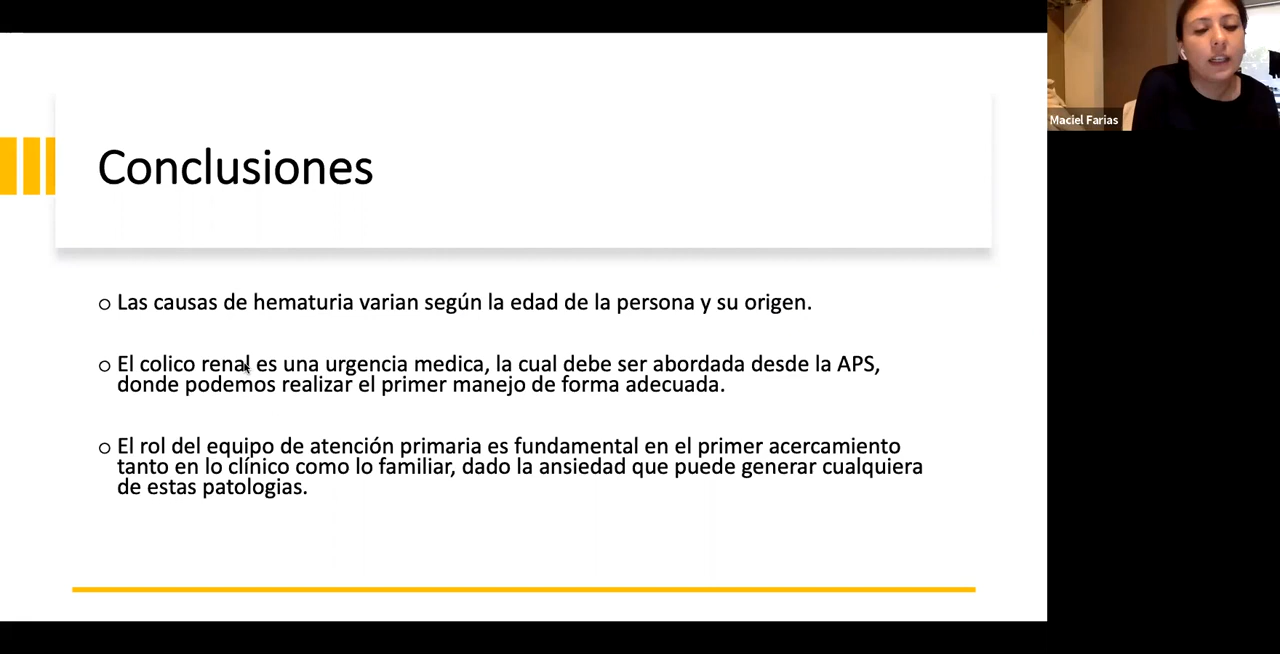 Conclusiones
Las causas de hematuria varian según la edad de la persona y su origen.
El colico renal es una urgencia medica, la cual debe ser abordada desde la APS,
donde podemos realizar el primer manejo de forma adecuada.
El rol del equipo de atención primaria es fundamental en el primer acercamiento
tanto en lo clínico como lo familiar, dado la ansiedad que puede generar cualquiera
de estas patologias.
Maciel Farias